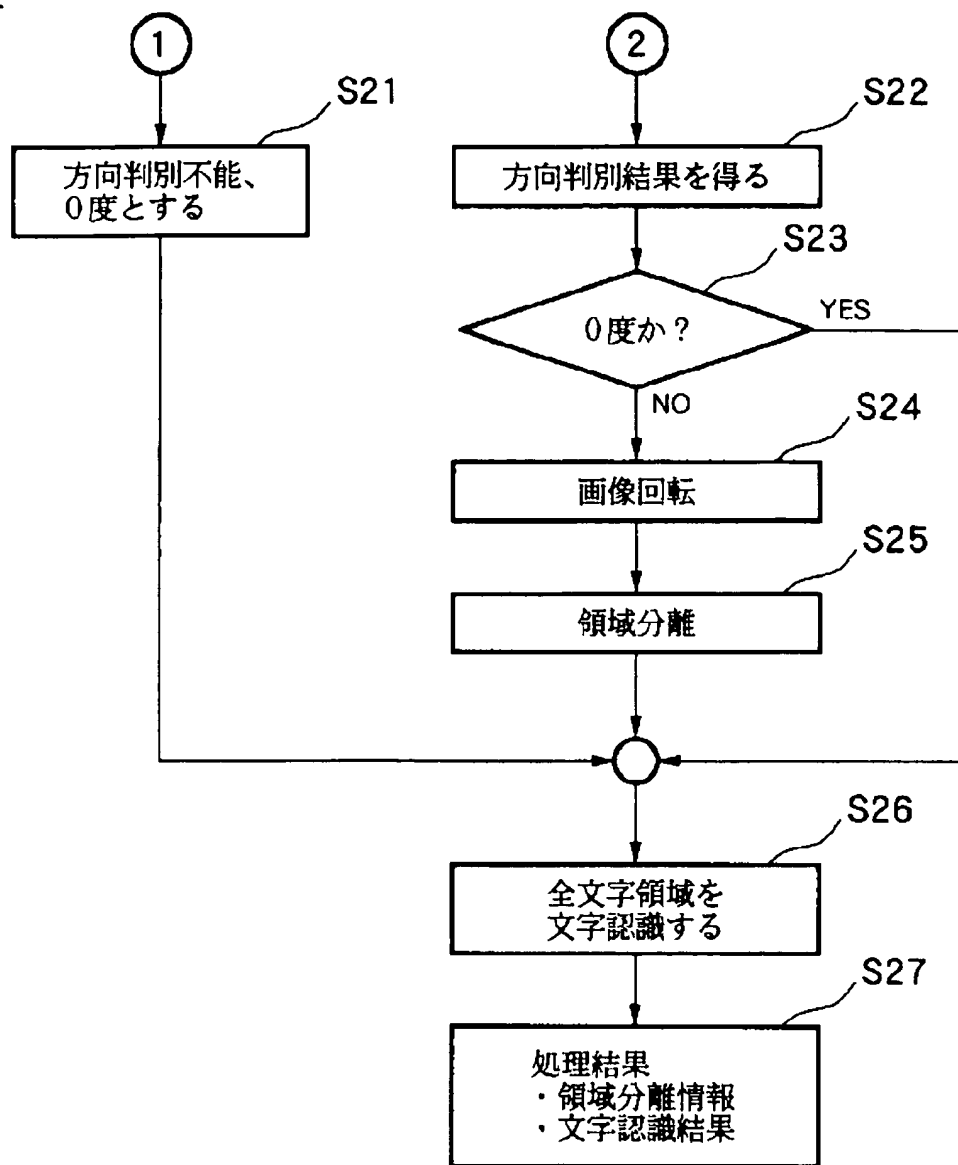 1
2
S21
S22
方向判別不能、
0度とする
方向判別結果を得る
S23
0度か？
YES
NO
S24
画像回転
S25
領域分離
S26
全文字領域を
文字認識する
S27
処理結果
・領域分離情報
・文字認識結果